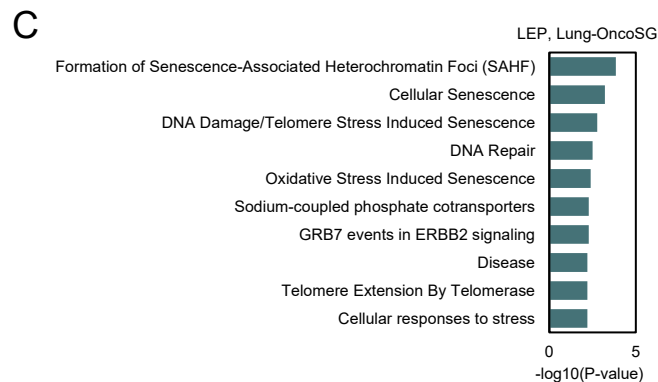 C
LEP, Lung-OncoSG
Formation of Senescence-Associated Heterochromatin Foci (SAHF)
Cellular Senescence
DNA Damage/Telomere Stress Induced Senescence
DNA Repair
Oxidative Stress Induced Senescence
Sodium-coupled phosphate cotransporters
GRB7 events in ERBB2 signaling
Disease
Telomere Extension By Telomerase
Cellular responses to stress
0 5
-log10(P-value)